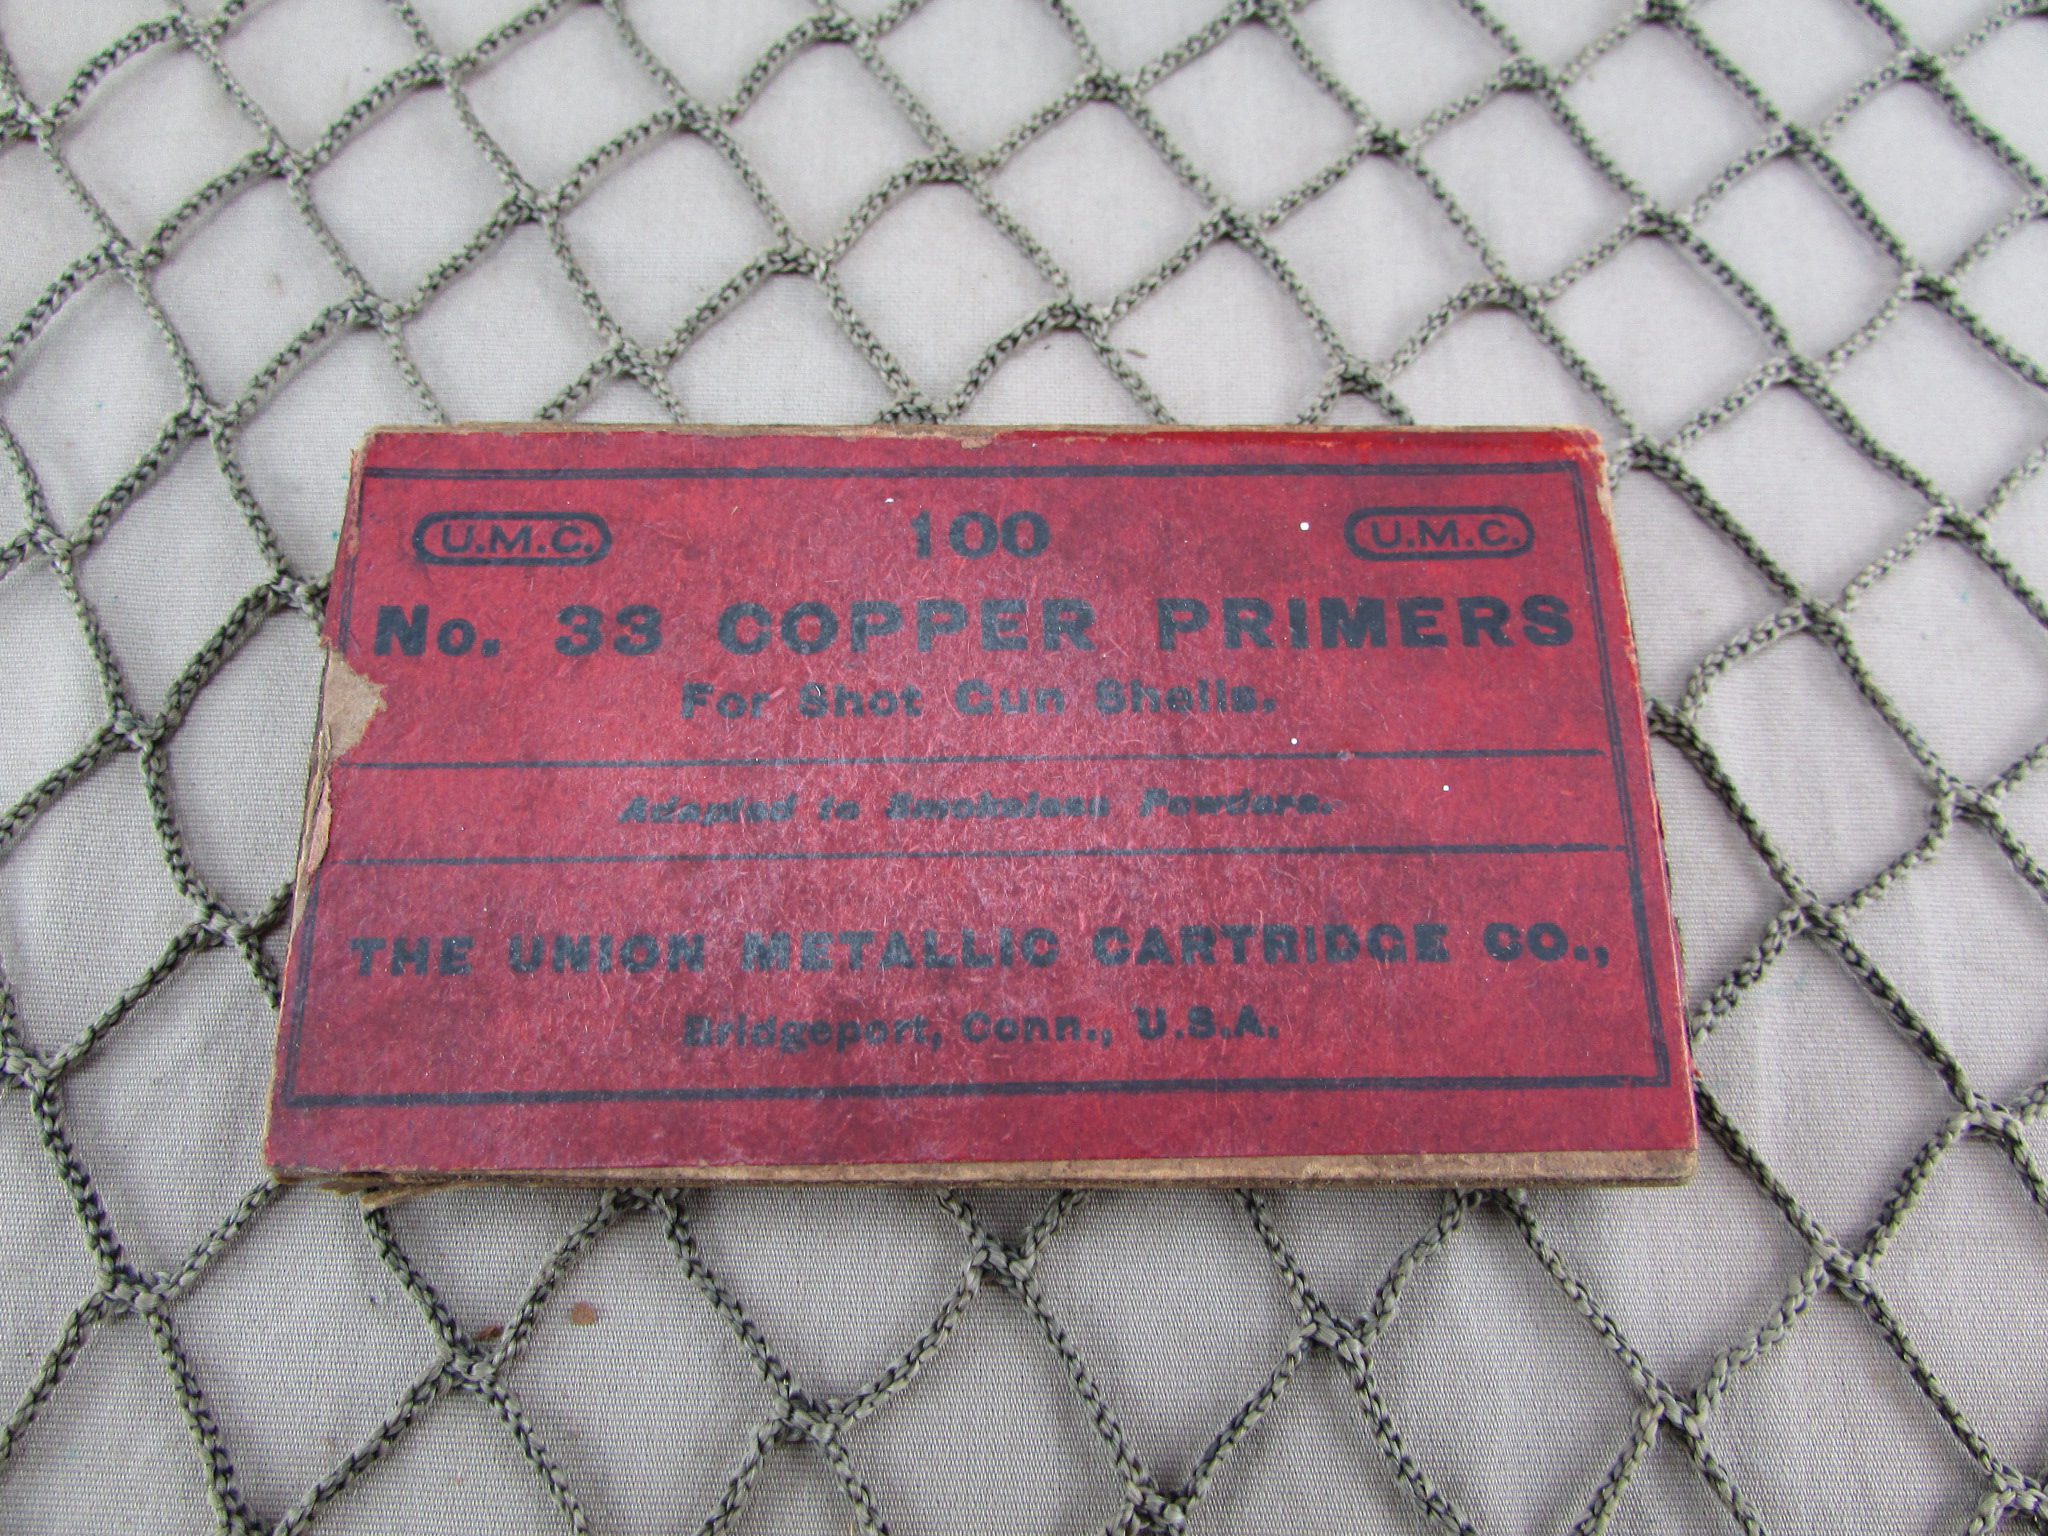 U.M.C. 100 U.M.C.
No. 33 COPPER PRIMERS
For Shot Gun Shells.
Adapted to Smokeless Powders.
THE UNION METALLIC CARTRIDGE CO.,
Bridgeport, Conn., U.S.A.